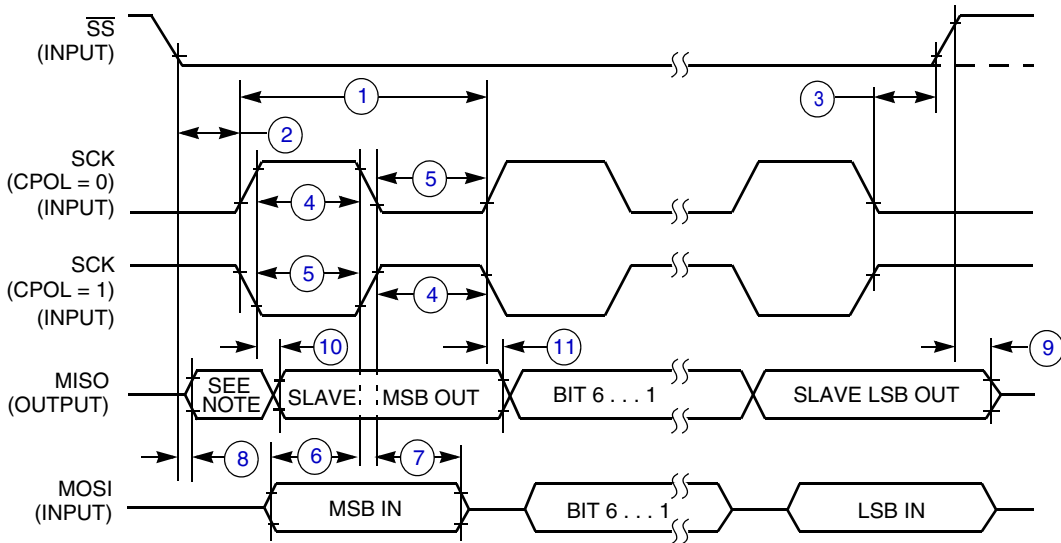 SS
(INPUT)
1
3
2
SCK
(CPOL = 0)
(INPUT)
5
4
SCK
(CPOL = 1)
(INPUT)
5
4
10
11
9
MISO
(OUTPUT)
SEE
NOTE
SLAVE
MSB OUT
BIT 6 . . . 1
SLAVE LSB OUT
8
6
7
MOSI
(INPUT)
MSB IN
BIT 6 . . . 1
LSB IN